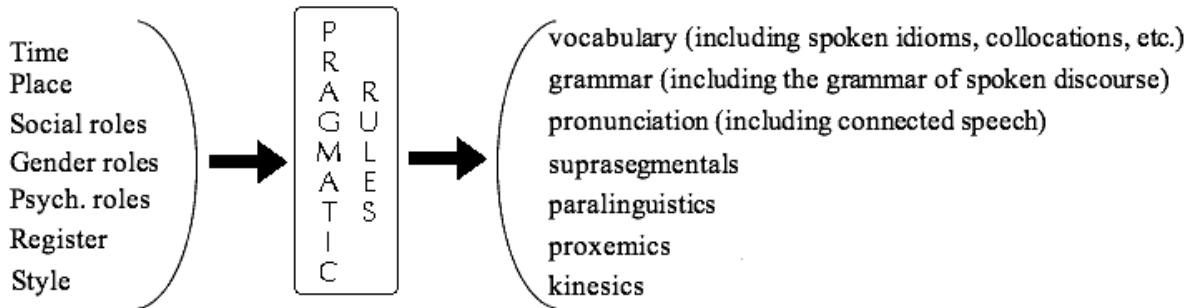 Time
Place
Social roles
Gender roles
Psych. roles
Register
Style
PRAGMATIC
RULES
vocabulary (including spoken idioms, collocations, etc.)
grammar (including the grammar of spoken discourse)
pronunciation (including connected speech)
suprasegmentals
paralinguistics
proxemics
kinesics